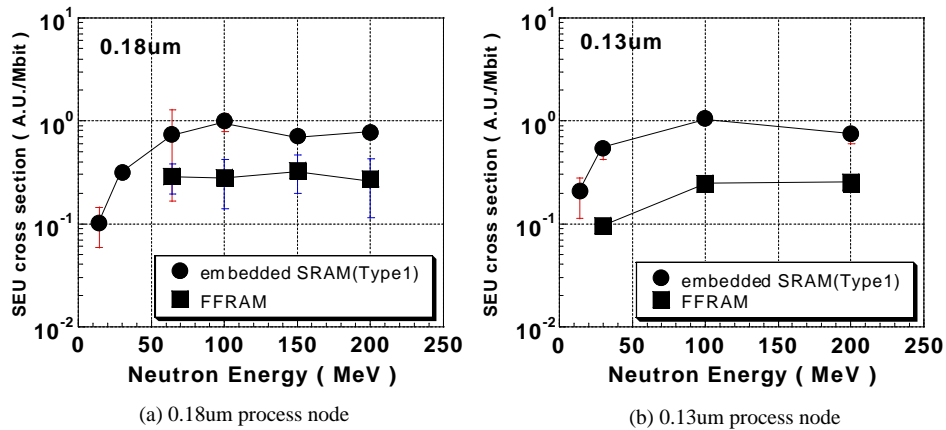 10^1
10^0
10^-1
10^-2
SEU cross section ( A.U./Mbit )
0.18um
embedded SRAM(Type1)
FFRAM
0 50 100 150 200 250
Neutron Energy ( MeV )
(a) 0.18um process node
10^1
10^0
10^-1
10^-2
SEU cross section ( A.U./Mbit )
0.13um
embedded SRAM(Type1)
FFRAM
0 50 100 150 200 250
Neutron Energy ( MeV )
(b) 0.13um process node